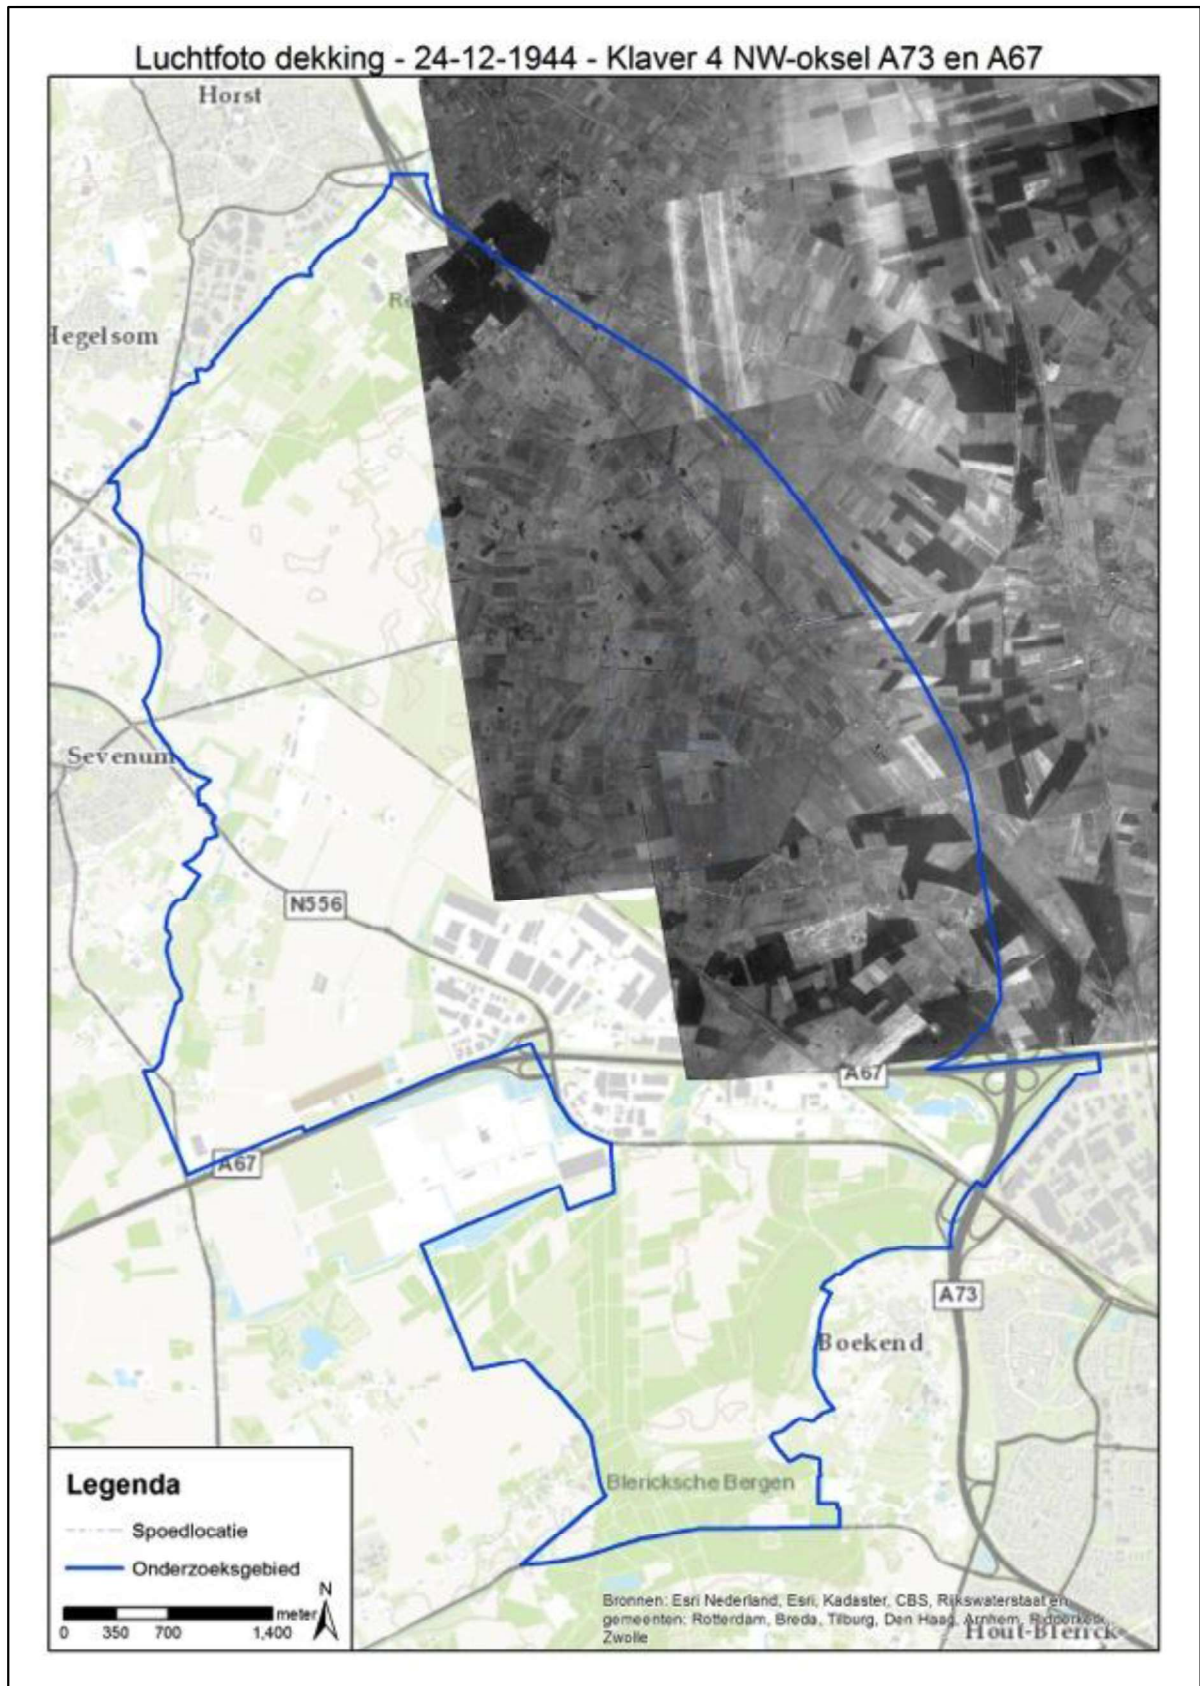 Luchtfoto dekking - 24-12-1944 - Klaver 4 NW-oksel A73 en A67
Horst
Hegelsom
Sevenum
N556
A67
A67
A73
Boekend
Blericksche Bergen
Legenda
Spoedlocatie
Onderzoeksgebied
N
meter
0 350 700 1,400
Bronnen: Esri Nederland, Esri, Kadaster, CBS, Rijkswaterstaat en
gemeenten: Rotterdam, Breda, Tilburg, Den Haag, Arnhem, Ridderkerk,
Zwolle
Hout-Blerick